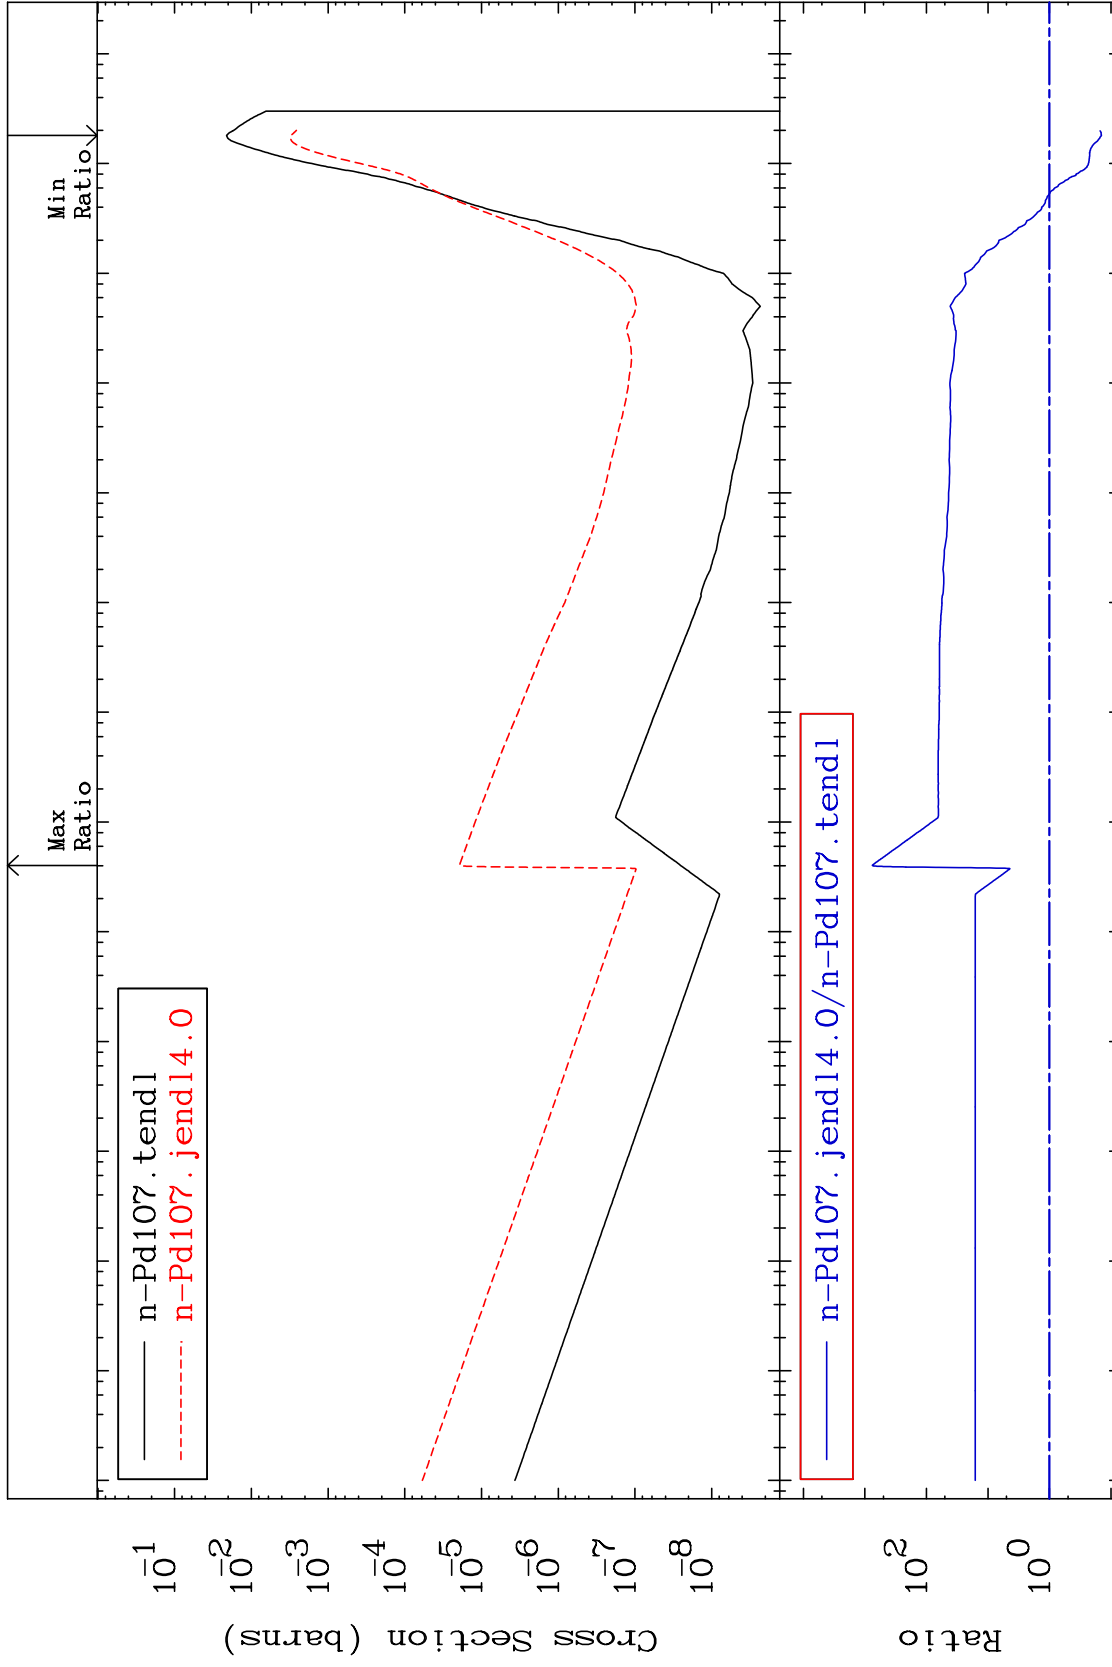 Max
Ratio
Min
Ratio
n-Pd107.tendl
n-Pd107.jendl4.0
10-1
10-2
10-3
10-4
10-5
10-6
10-7
10-8
Cross Section (barns)
n-Pd107.jendl4.0/n-Pd107.tendl
10 2
10 0
Ratio